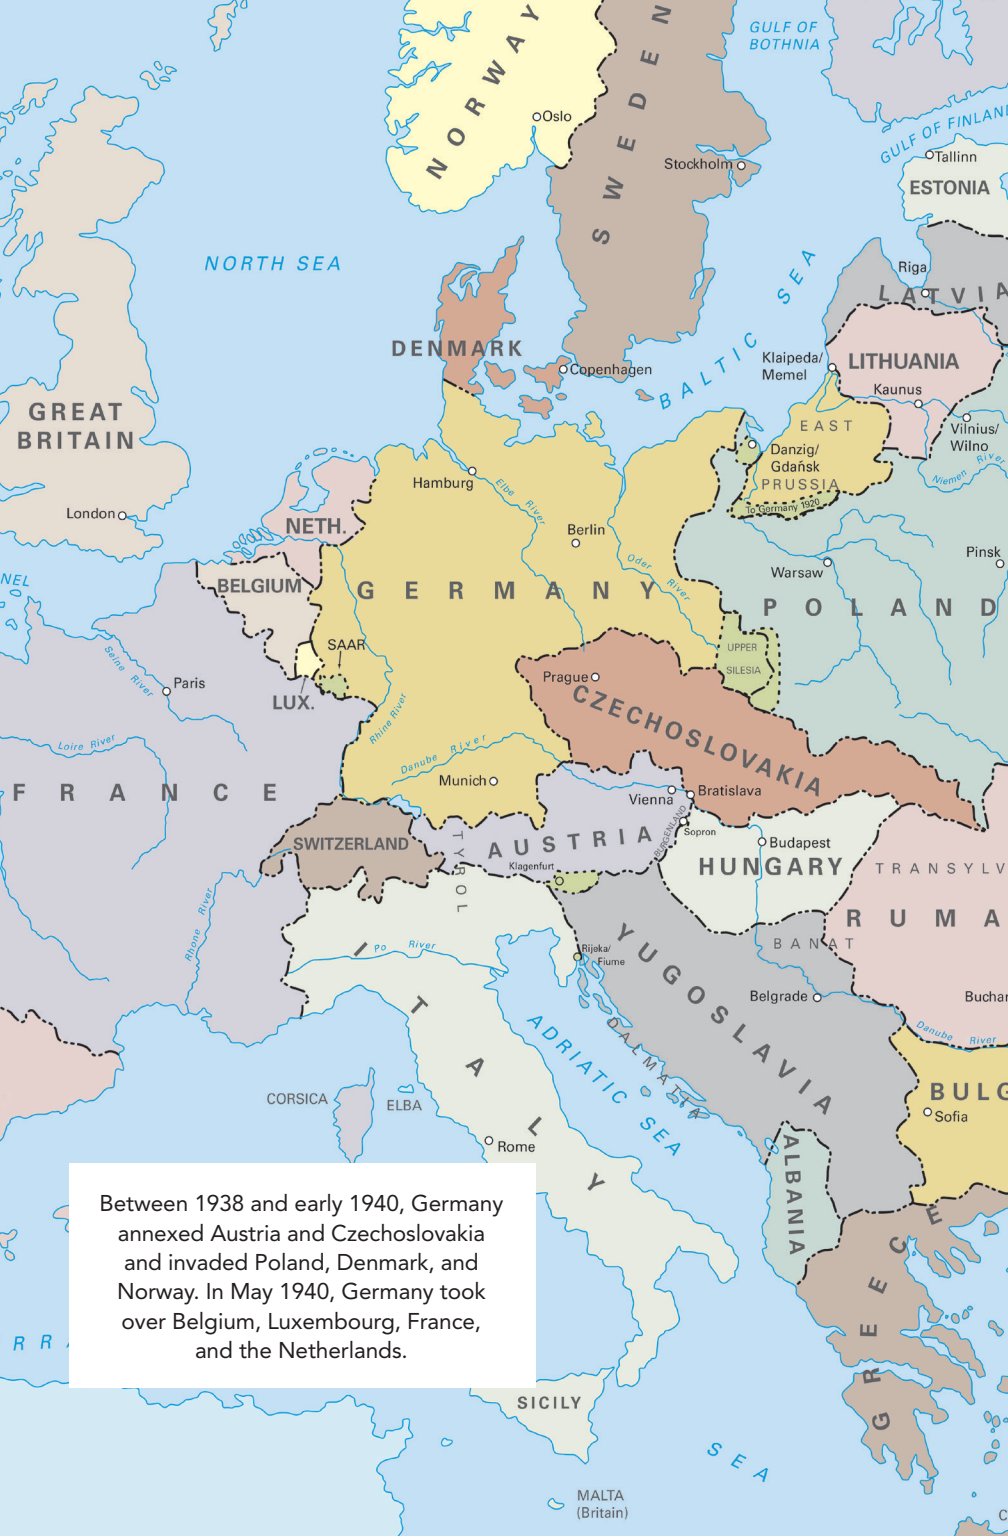 GULF OF
BOTHNIA
NORWAY
SWEDEN
Oslo
GULF OF FINLAND
Stockholm
Tallinn
ESTONIA
NORTH SEA
Riga
LATVIA
BALTIC SEA
DENMARK
Copenhagen
Klaipeda/
Memel
LITHUANIA
Kaunus
GREAT
BRITAIN
EAST
PRUSSIA
Vilnius/
Wilno
Danzig/
Gdańsk
Niemen River
Hamburg
Elbe River
To Germany 1920
London
NETH.
Berlin
Pinsk
Warsaw
NEL
BELGIUM
GERMANY
Oder River
POLAND
SAAR
UPPER
SILESIA
Seine River
Paris
LUX.
Prague
CZECHOSLOVAKIA
Rhine River
Loire River
Danube River
FRANCE
Munich
Vienna
Bratislava
SWITZERLAND
TYROL
AUSTRIA
BURGENLAND
Sopron
Budapest
Klagenfurt
HUNGARY
TRANSYLV
RUMA
Rhone River
Po River
Rijeka/
Fiume
BANAT
YUGOSLAVIA
Belgrade
Buchar
ITALY
DALMATIA
Danube River
ADRIATIC SEA
CORSICA
ELBA
BULG
Sofia
Rome
ALBANIA
Between 1938 and early 1940, Germany
annexed Austria and Czechoslovakia
and invaded Poland, Denmark, and
Norway. In May 1940, Germany took
over Belgium, Luxembourg, France,
and the Netherlands.
GREECE
RRA
SICILY
SEA
MALTA
(Britain)
C